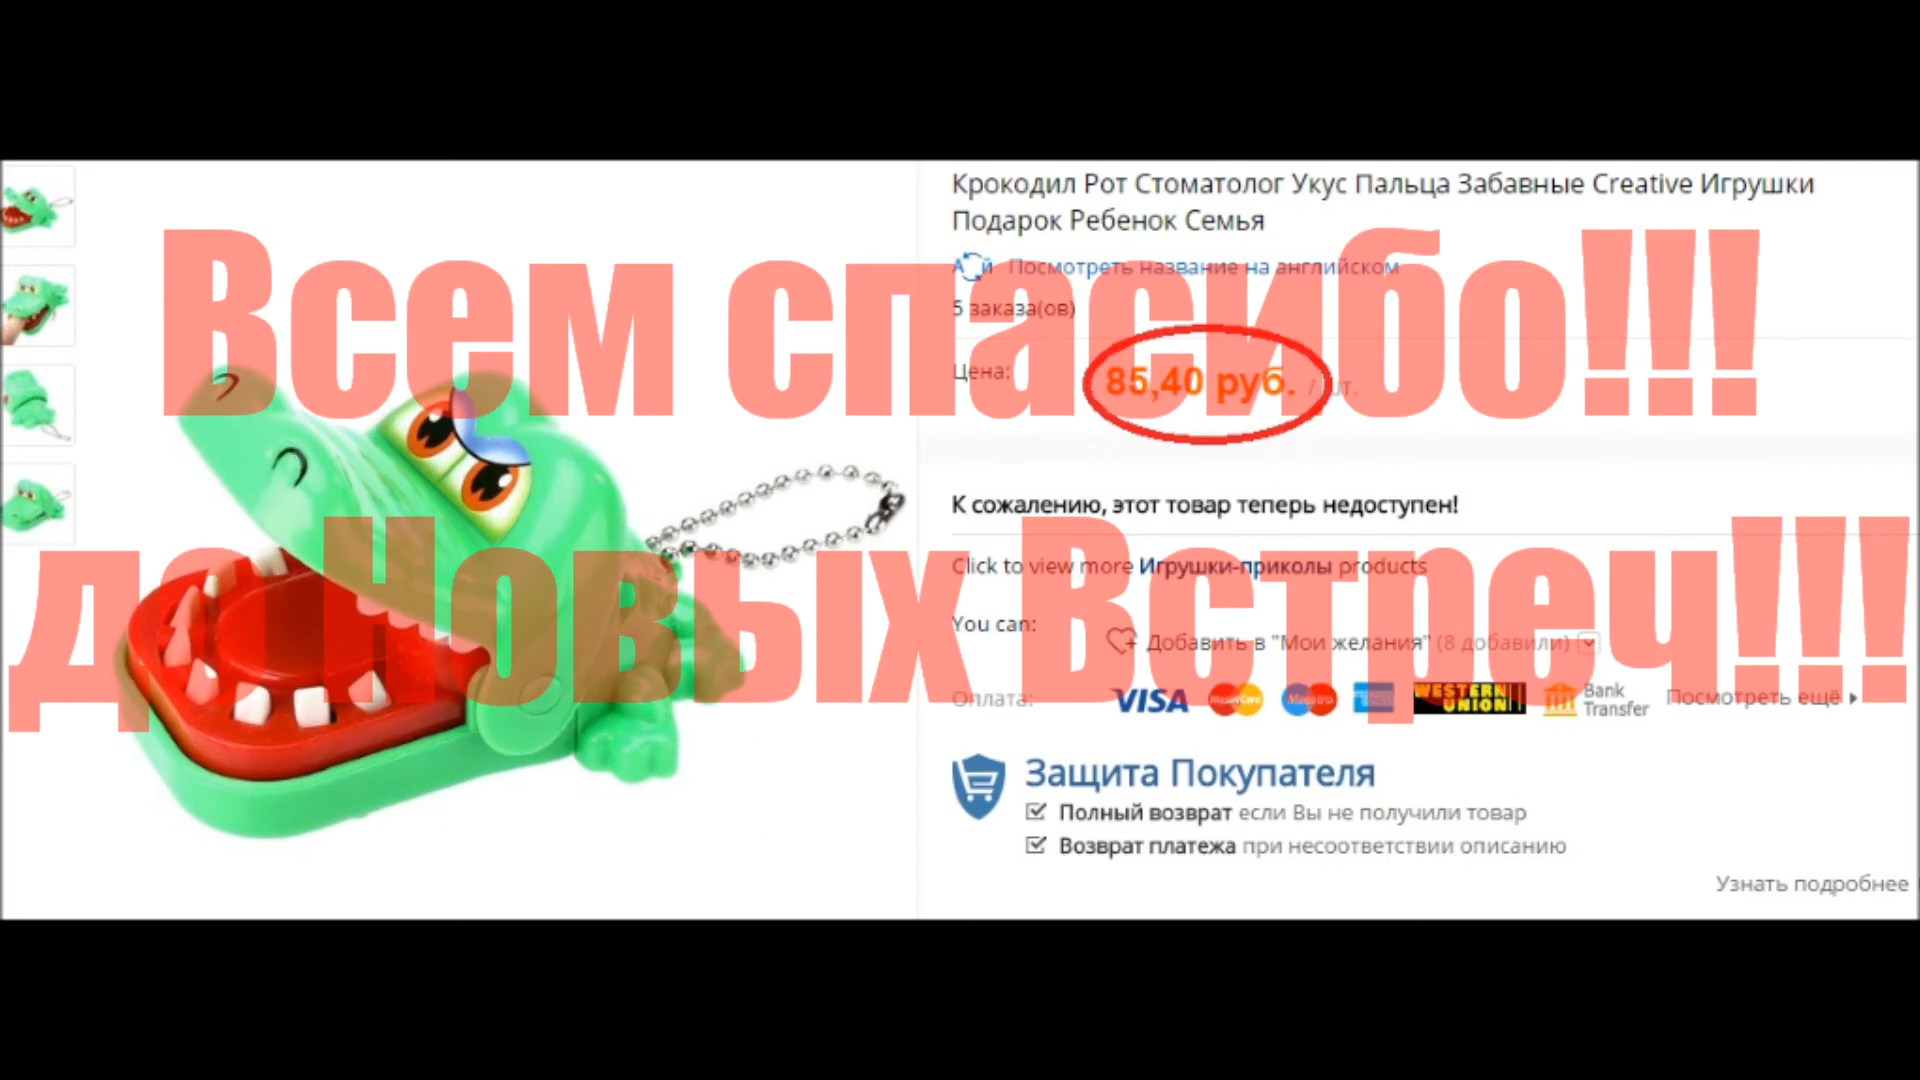 Крокодил Рот Стоматолог Укус Пальца Забавные Creative Игрушки
Подарок Ребенок Семья
Посмотреть название на английском
5 заказа(ов)
Всем спасибо!!!
Цена:
85,40 руб. / шт.
К сожалению, этот товар теперь недоступен!
до Новых Встреч!!!
Click to view more Игрушки-приколы products
You can:
Добавить в "Мои желания" (8 добавили)
Оплата:
VISA MasterCard Maestro WESTERN UNION Bank Transfer Посмотреть ещё
Защита Покупателя
Полный возврат если Вы не получили товар
Возврат платежа при несоответствии описанию
Узнать подробнее